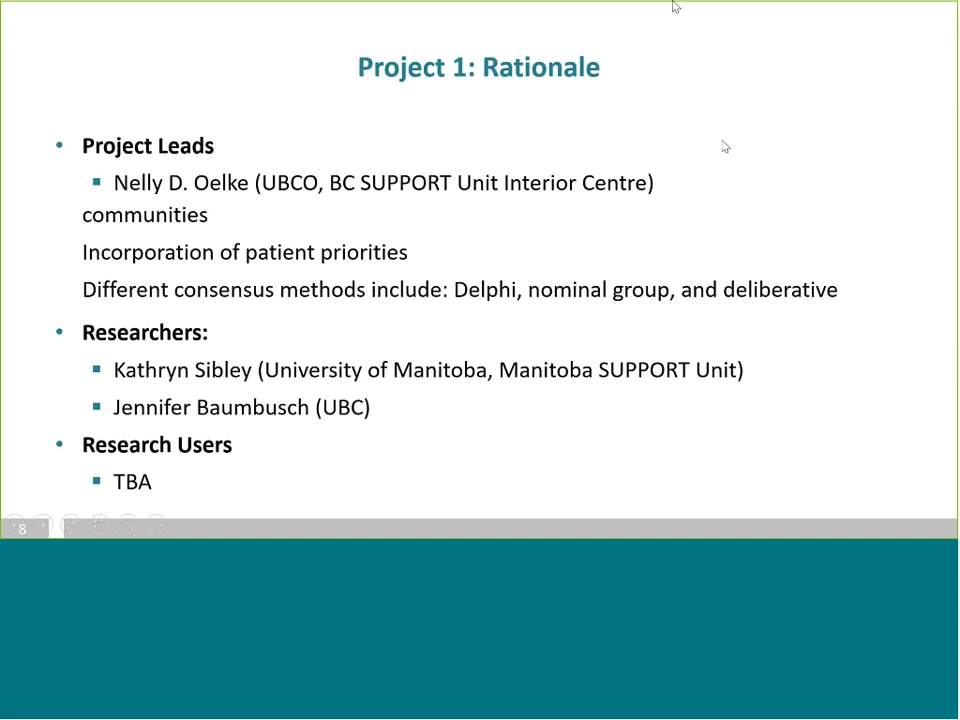 Project 1: Rationale
Project Leads
Nelly D. Oelke (UBCO, BC SUPPORT Unit Interior Centre)
communities
Incorporation of patient priorities
Different consensus methods include: Delphi, nominal group, and deliberative
Researchers:
Kathryn Sibley (University of Manitoba, Manitoba SUPPORT Unit)
Jennifer Baumbusch (UBC)
Research Users
TBA
8